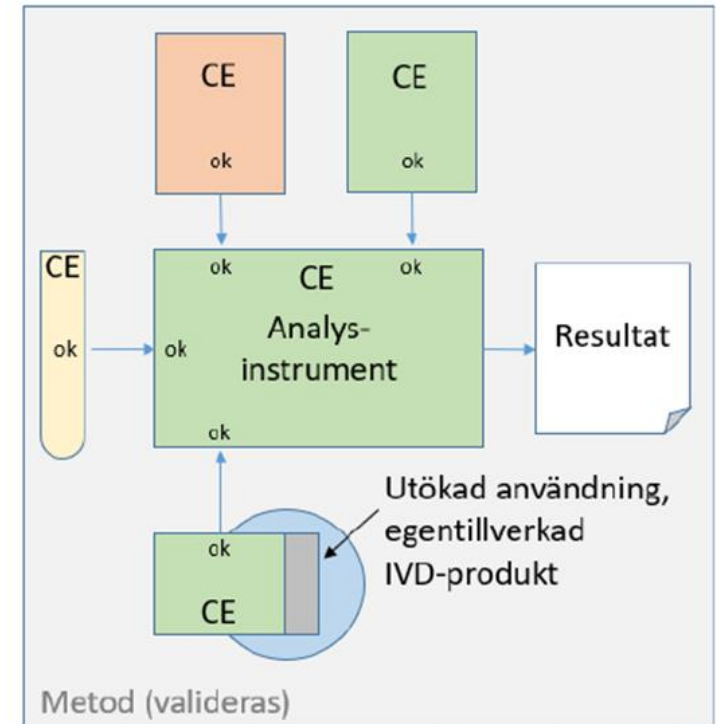 CE
ok
CE
ok
CE
ok
ok
ok
CE
ok
Analys-
instrument
ok
Resultat
ok
CE
Utökad användning,
egentillverkad
IVD-produkt
Metod (valideras)